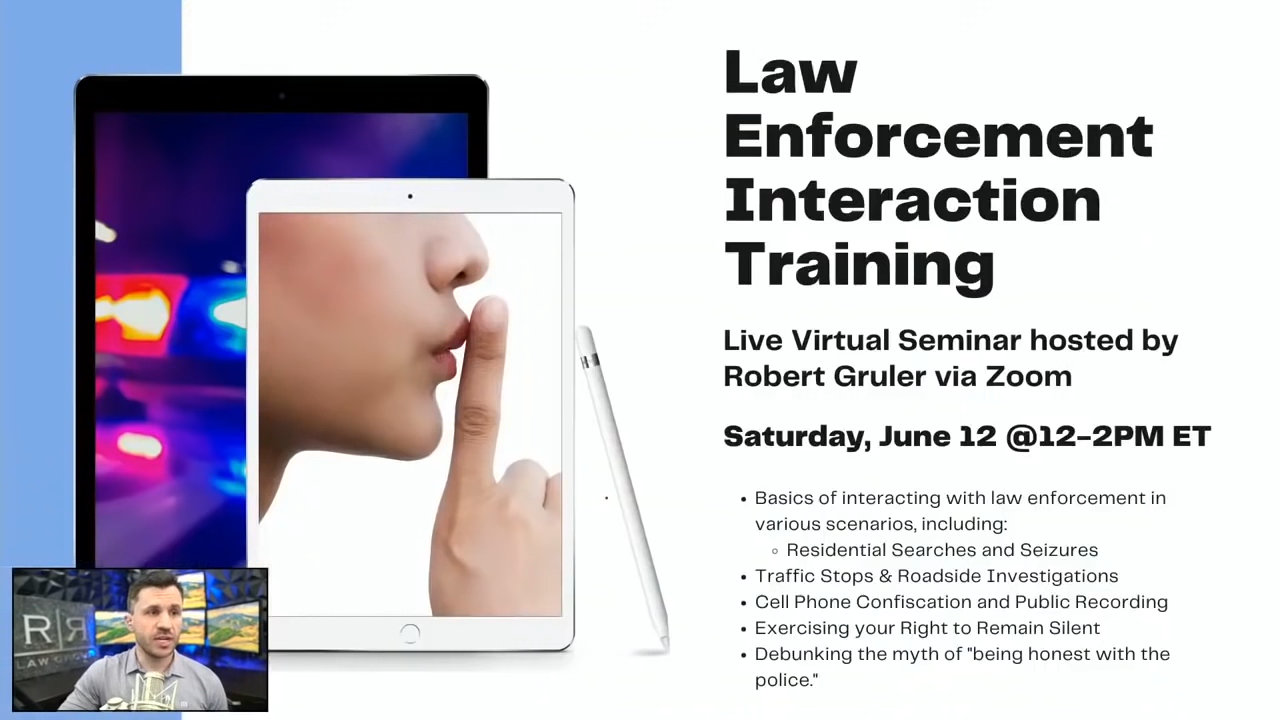 Law
Enforcement
Interaction
Training
Live Virtual Seminar hosted by
Robert Gruler via Zoom
Saturday, June 12 @12-2PM ET
• Basics of interacting with law enforcement in
various scenarios, including:
◦ Residential Searches and Seizures
• Traffic Stops & Roadside Investigations
• Cell Phone Confiscation and Public Recording
• Exercising your Right to Remain Silent
• Debunking the myth of "being honest with the
police."
R|R
LAW GROUP